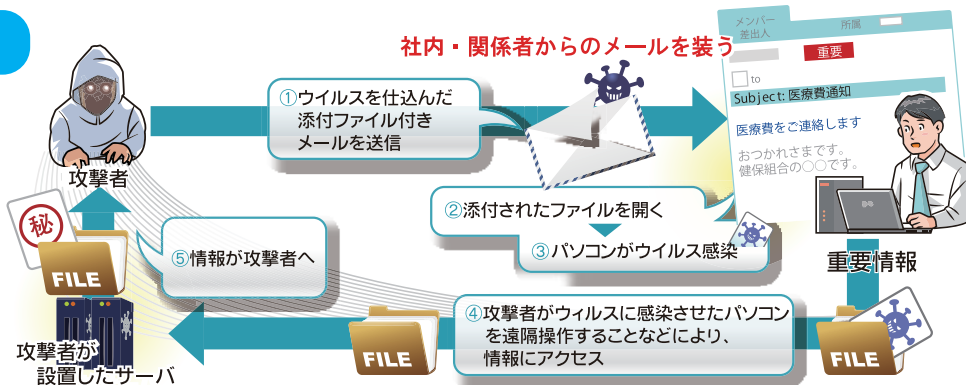 社内・関係者からのメールを装う
メンバー
差出人
所属
重要
to
Subject: 医療費通知
医療費をご連絡します
おつかれさまです。
健保組合の〇〇です。
①ウイルスを仕込んだ
添付ファイル付き
メールを送信
攻撃者
②添付されたファイルを開く
③パソコンがウイルス感染
重要情報
秘
FILE
⑤情報が攻撃者へ
④攻撃者がウィルスに感染させたパソコン
を遠隔操作することなどにより、
情報にアクセス
FILE
FILE
攻撃者が
設置したサーバ